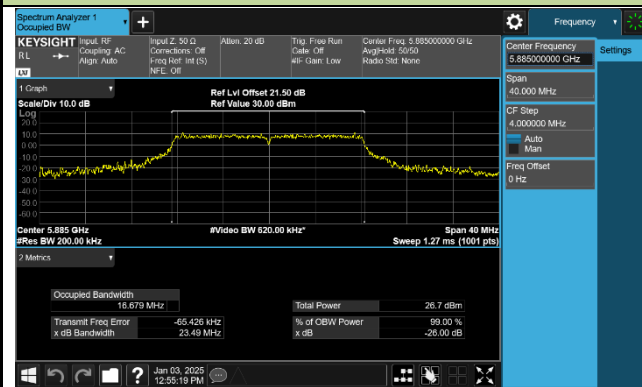 Spectrum Analyzer 1
Occupied BW
Frequency
KEYSIGHT
Input: RF
Input Z: 50 Ω
Atten: 20 dB
Trig: Free Run
Center Freq: 5.885000000 GHz
RL
Coupling: AC
Corrections: Off
Gate: Off
Avg|Hold: 50/50
Align: Auto
Freq Ref: Int (S)
#IF Gain: Low
Radio Std: None
NFE: Off
LXI
1 Graph
Ref Lvl Offset 21.50 dB
Scale/Div 10.0 dB
Ref Value 30.00 dBm
Log
20.0
10.0
0.00
-10.0
-20.0
-30.0
-40.0
-50.0
-60.0
Center 5.885 GHz
#Video BW 620.00 kHz*
Span 40 MHz
#Res BW 200.00 kHz
Sweep 1.27 ms (1001 pts)
2 Metrics
Occupied Bandwidth
16.679 MHz
Total Power
26.7 dBm
Transmit Freq Error
-65.426 kHz
% of OBW Power
99.00 %
x dB Bandwidth
23.49 MHz
x dB
-26.00 dB
Jan 03, 2025
12:55:19 PM
Center Frequency
5.885000000 GHz
Settings
Span
40.000 MHz
CF Step
4.000000 MHz
Auto
Man
Freq Offset
0 Hz